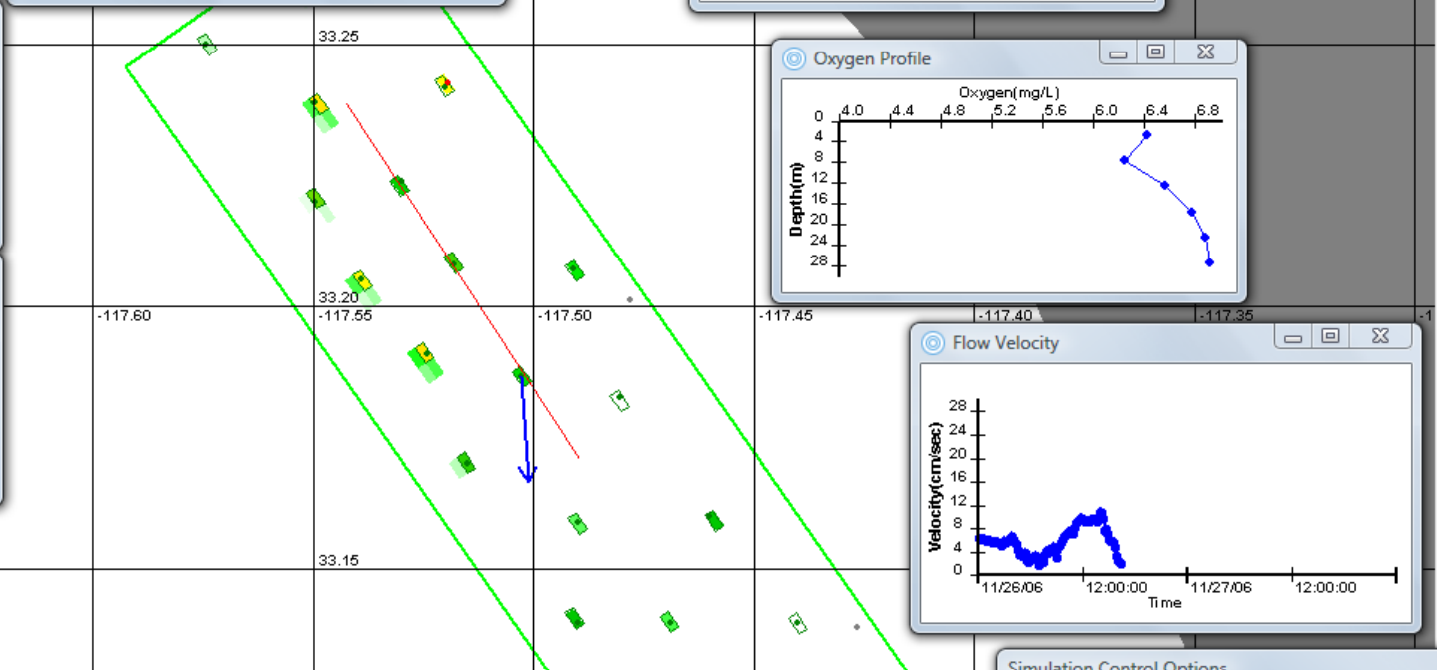 33.25
33.20
-117.60
-117.55
-117.50
-117.45
-117.40
-117.35
-1
33.15
Oxygen Profile
Oxygen(mg/L)
4.0 4.4 4.8 5.2 5.6 6.0 6.4 6.8
0
4
8
12
16
20
24
28
Depth(m)
Flow Velocity
28
24
20
16
12
8
4
0
Velocity(cm/sec)
11/26/06 12:00:00 11/27/06 12:00:00
Time
Simulation Control Options